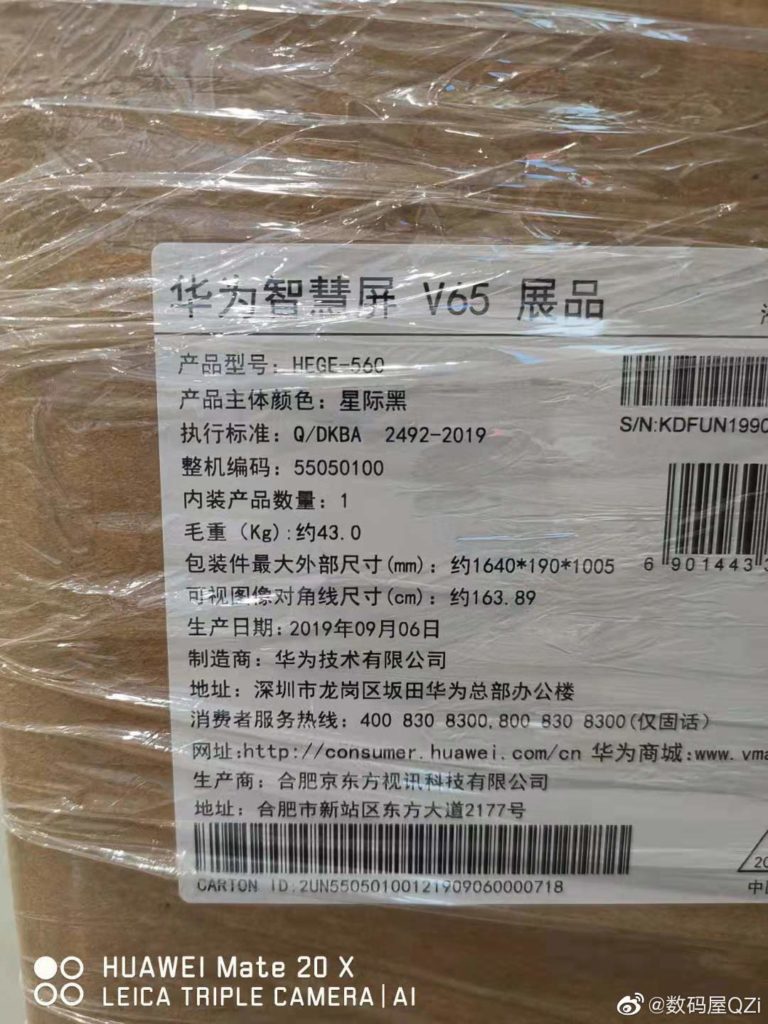 华为智慧屏 V65 展品
产品型号: HEGE-560
产品主体颜色: 星际黑
执行标准: Q/DKBA 2492-2019
整机编码: 55050100
内装产品数量: 1
毛重 (Kg):约43.0
包装件最大外部尺寸(mm): 约1640*190*1005
可视图像对角线尺寸(cm): 约163.89
生产日期: 2019年09月06日
制造商: 华为技术有限公司
地址: 深圳市龙岗区坂田华为总部办公楼
消费者服务热线: 400 830 8300,800 830 8300(仅固话)
网址:http://consumer.huawei.com/cn 华为商城:www.vma
生产商: 合肥京东方视讯科技有限公司
地址: 合肥市新站区东方大道2177号
CARTON ID:2UN55050100121909060000718
S/N:KDFUN1990
6 901443
20
中
HUAWEI Mate 20 X
LEICA TRIPLE CAMERA | AI
@数码屋QZi